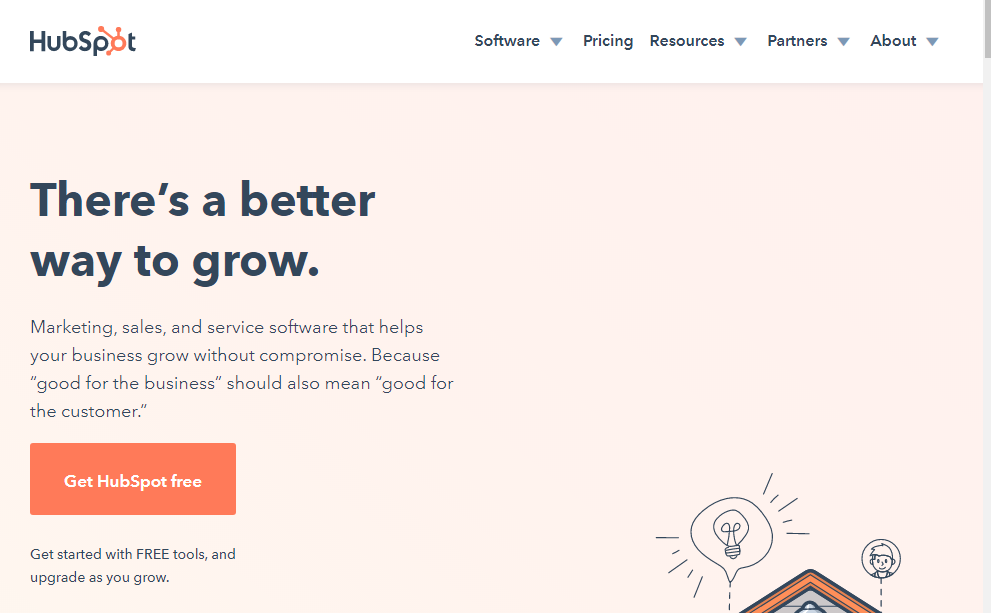 HubSpot
Software Pricing Resources Partners About
There’s a better
way to grow.
Marketing, sales, and service software that helps
your business grow without compromise. Because
“good for the business” should also mean “good for
the customer.”
Get HubSpot free
Get started with FREE tools, and
upgrade as you grow.